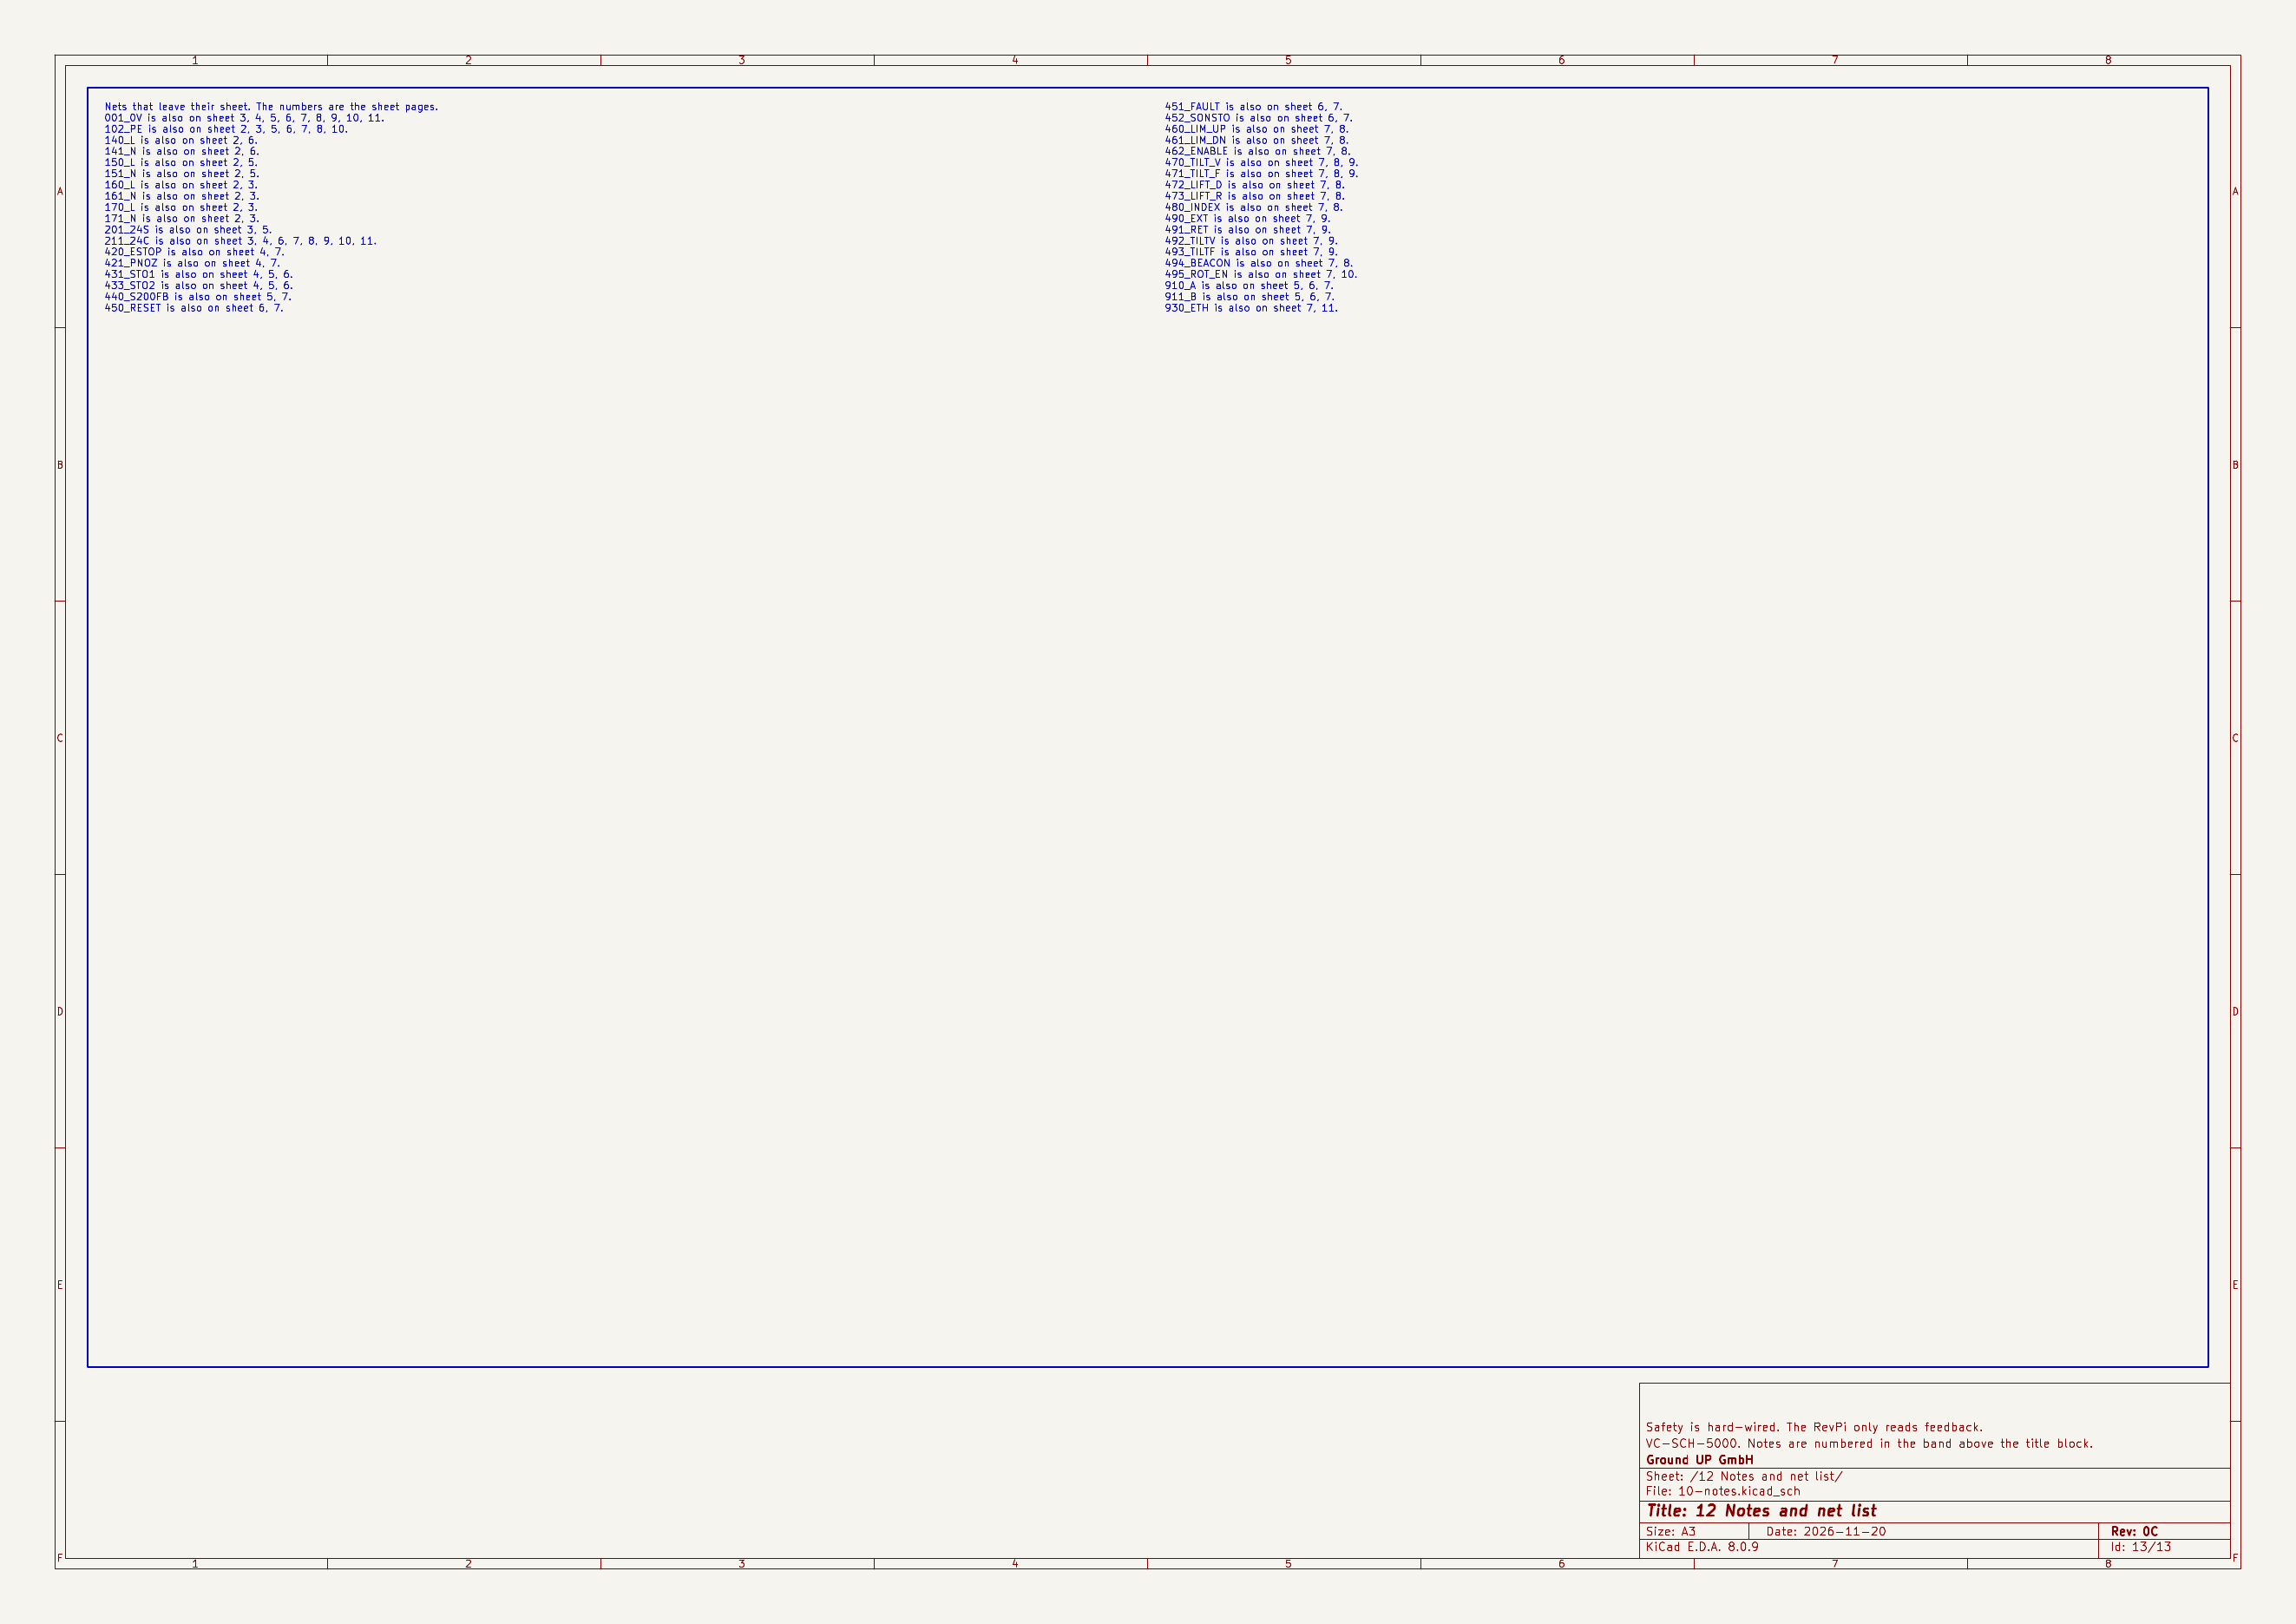 1 2 3 4 5 6 7 8
Nets that leave their sheet. The numbers are the sheet pages.
001_0V is also on sheet 3, 4, 5, 6, 7, 8, 9, 10, 11.
102_PE is also on sheet 2, 3, 5, 6, 7, 8, 10.
140_L is also on sheet 2, 6.
141_N is also on sheet 2, 6.
150_L is also on sheet 2, 5.
151_N is also on sheet 2, 5.
160_L is also on sheet 2, 3.
161_N is also on sheet 2, 3.
170_L is also on sheet 2, 3.
171_N is also on sheet 2, 3.
201_24S is also on sheet 3, 5.
211_24C is also on sheet 3, 4, 6, 7, 8, 9, 10, 11.
420_ESTOP is also on sheet 4, 7.
421_PNOZ is also on sheet 4, 7.
431_STO1 is also on sheet 4, 5, 6.
433_STO2 is also on sheet 4, 5, 6.
440_S200FB is also on sheet 5, 7.
450_RESET is also on sheet 6, 7.
451_FAULT is also on sheet 6, 7.
452_SONSTO is also on sheet 6, 7.
460_LIM_UP is also on sheet 7, 8.
461_LIM_DN is also on sheet 7, 8.
462_ENABLE is also on sheet 7, 8.
470_TILT_V is also on sheet 7, 8, 9.
471_TILT_F is also on sheet 7, 8, 9.
472_LIFT_D is also on sheet 7, 8.
473_LIFT_R is also on sheet 7, 8.
480_INDEX is also on sheet 7, 8.
490_EXT is also on sheet 7, 9.
491_RET is also on sheet 7, 9.
492_TILTV is also on sheet 7, 9.
493_TILTF is also on sheet 7, 9.
494_BEACON is also on sheet 7, 8.
495_ROT_EN is also on sheet 7, 10.
910_A is also on sheet 5, 6, 7.
911_B is also on sheet 5, 6, 7.
930_ETH is also on sheet 7, 11.
A A
B B
C C
D D
E E
Safety is hard-wired. The RevPi only reads feedback.
VC-SCH-5000. Notes are numbered in the band above the title block.
Ground UP GmbH
Sheet: /12 Notes and net list/
File: 10-notes.kicad_sch
Title: 12 Notes and net list
Size: A3 Date: 2026-11-20 Rev: 0C
KiCad E.D.A. 8.0.9 Id: 13/13
F F
1 2 3 4 5 6 7 8